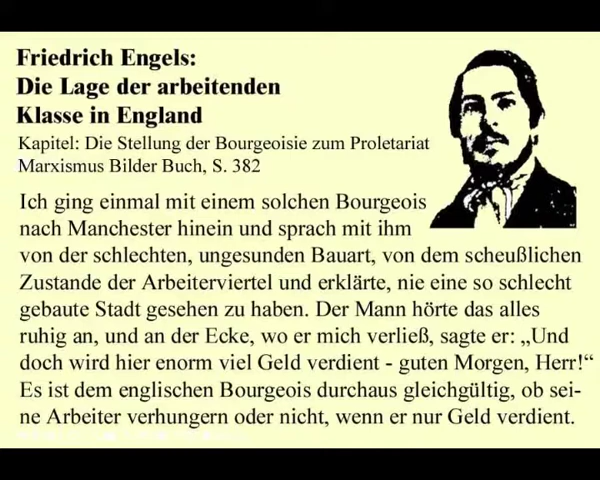 Friedrich Engels:
Die Lage der arbeitenden
Klasse in England
Kapitel: Die Stellung der Bourgeoisie zum Proletariat
Marxismus Bilder Buch, S. 382
Ich ging einmal mit einem solchen Bourgeois
nach Manchester hinein und sprach mit ihm
von der schlechten, ungesunden Bauart, von dem scheußlichen
Zustande der Arbeiterviertel und erklärte, nie eine so schlecht
gebaute Stadt gesehen zu haben. Der Mann hörte das alles
ruhig an, und an der Ecke, wo er mich verließ, sagte er: „Und
doch wird hier enorm viel Geld verdient - guten Morgen, Herr!“
Es ist dem englischen Bourgeois durchaus gleichgültig, ob sei-
ne Arbeiter verhungern oder nicht, wenn er nur Geld verdient.